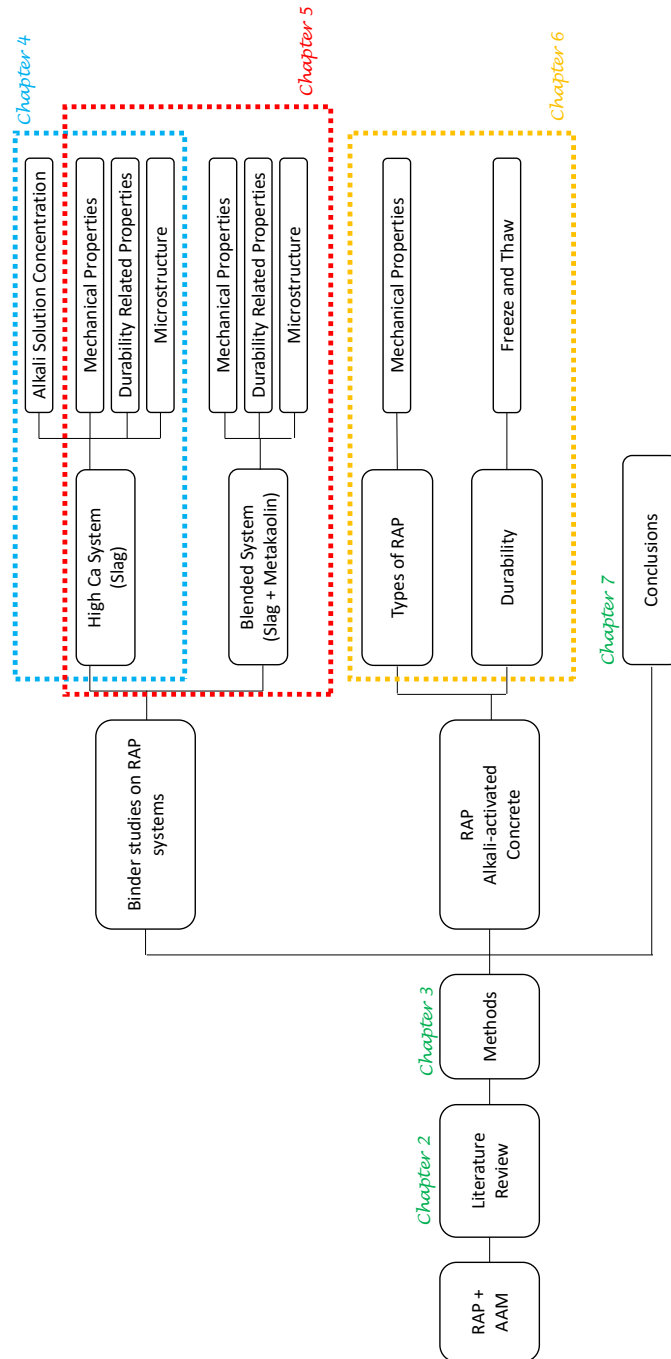 RAP +
AAM
Chapter 2
Literature
Review
Chapter 3
Methods
Binder studies on RAP
systems
High Ca System
(Slag)
Alkali Solution Concentration
Mechanical Properties
Durability Related Properties
Microstructure
Chapter 4
Blended System
(Slag + Metakaolin)
Mechanical Properties
Durability Related Properties
Microstructure
Chapter 5
RAP
Alkali-activated
Concrete
Types of RAP
Mechanical Properties
Durability
Freeze and Thaw
Chapter 6
Chapter 7
Conclusions